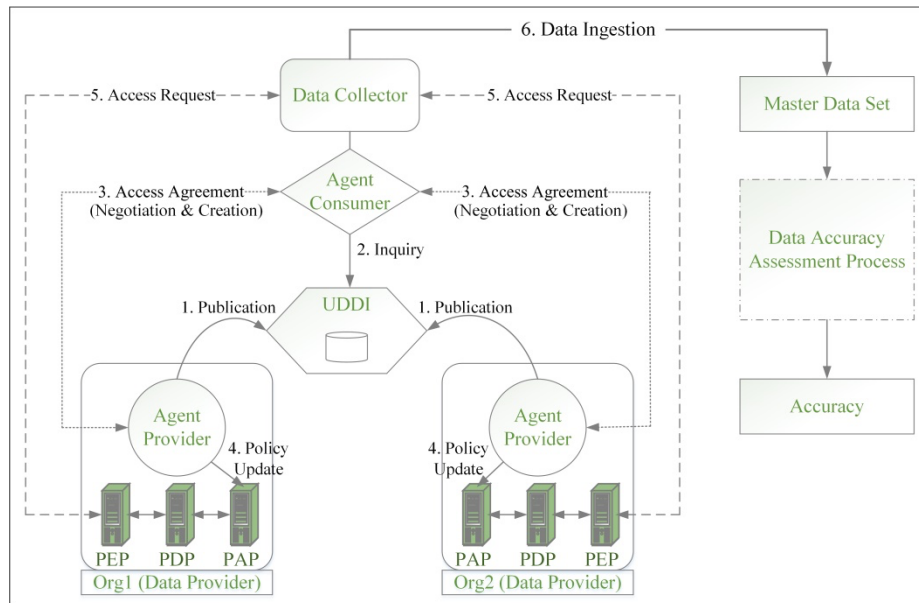 6. Data Ingestion
5. Access Request
Data Collector
5. Access Request
Master Data Set
3. Access Agreement
(Negotiation & Creation)
Agent
Consumer
3. Access Agreement
(Negotiation & Creation)
Data Accuracy
Assessment Process
2. Inquiry
1. Publication
UDDI
1. Publication
Agent
Provider
Agent
Provider
Accuracy
4. Policy
Update
4. Policy
Update
PEP
PDP
PAP
PAP
PDP
PEP
Org1 (Data Provider)
Org2 (Data Provider)